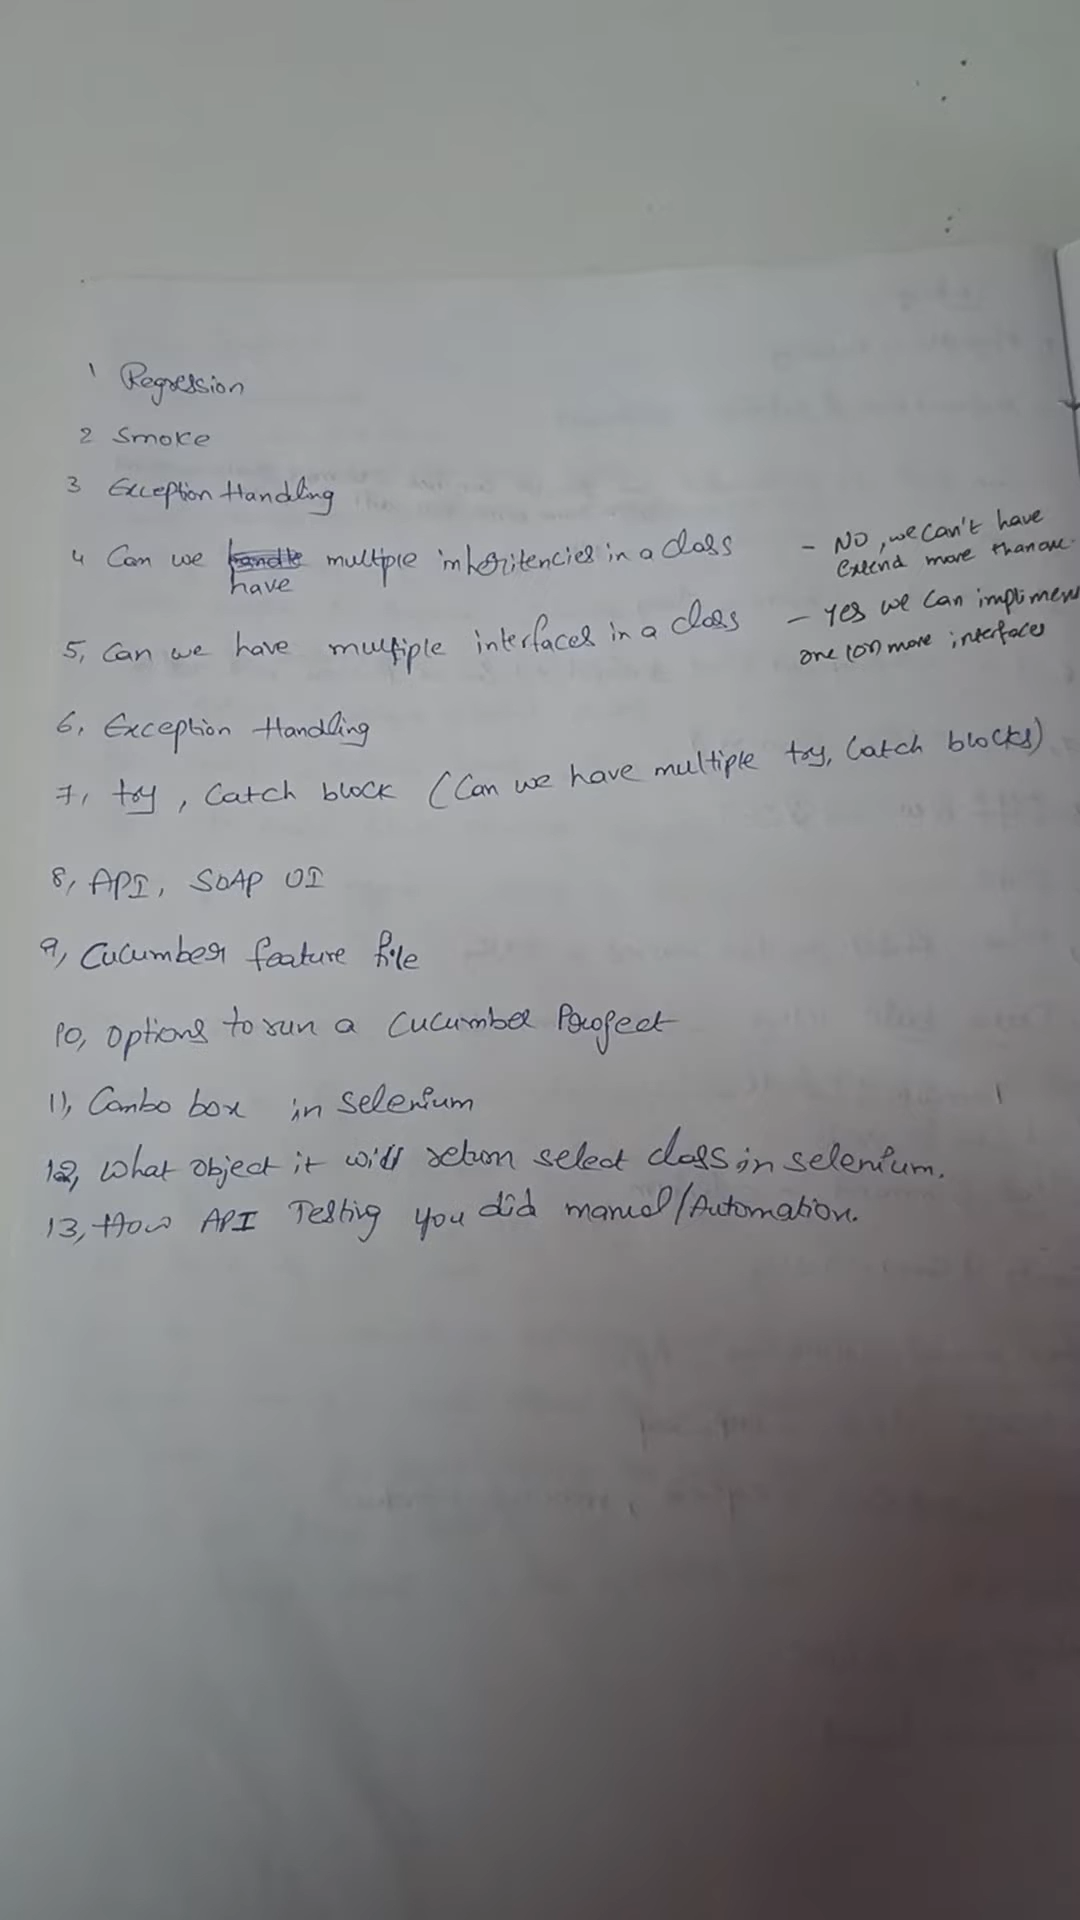 1 Regression
2 Smoke
3 Exception Handling
4 Can we have multiple inheritencies in a class - No, we can't have
extend more than one.
5, Can we have multiple interfaces in a class - Yes we can implimen
one (or) more interfaces
6, Exception Handling
7, try, Catch block (Can we have multiple try, Catch blocks)
8, API, SOAP UI
9, Cucumber feature file
10, options to run a Cucumber Project
11, Combo box in selenium
12, What object it will return select class in selenium.
13, How API Testing you did manual/Automation.